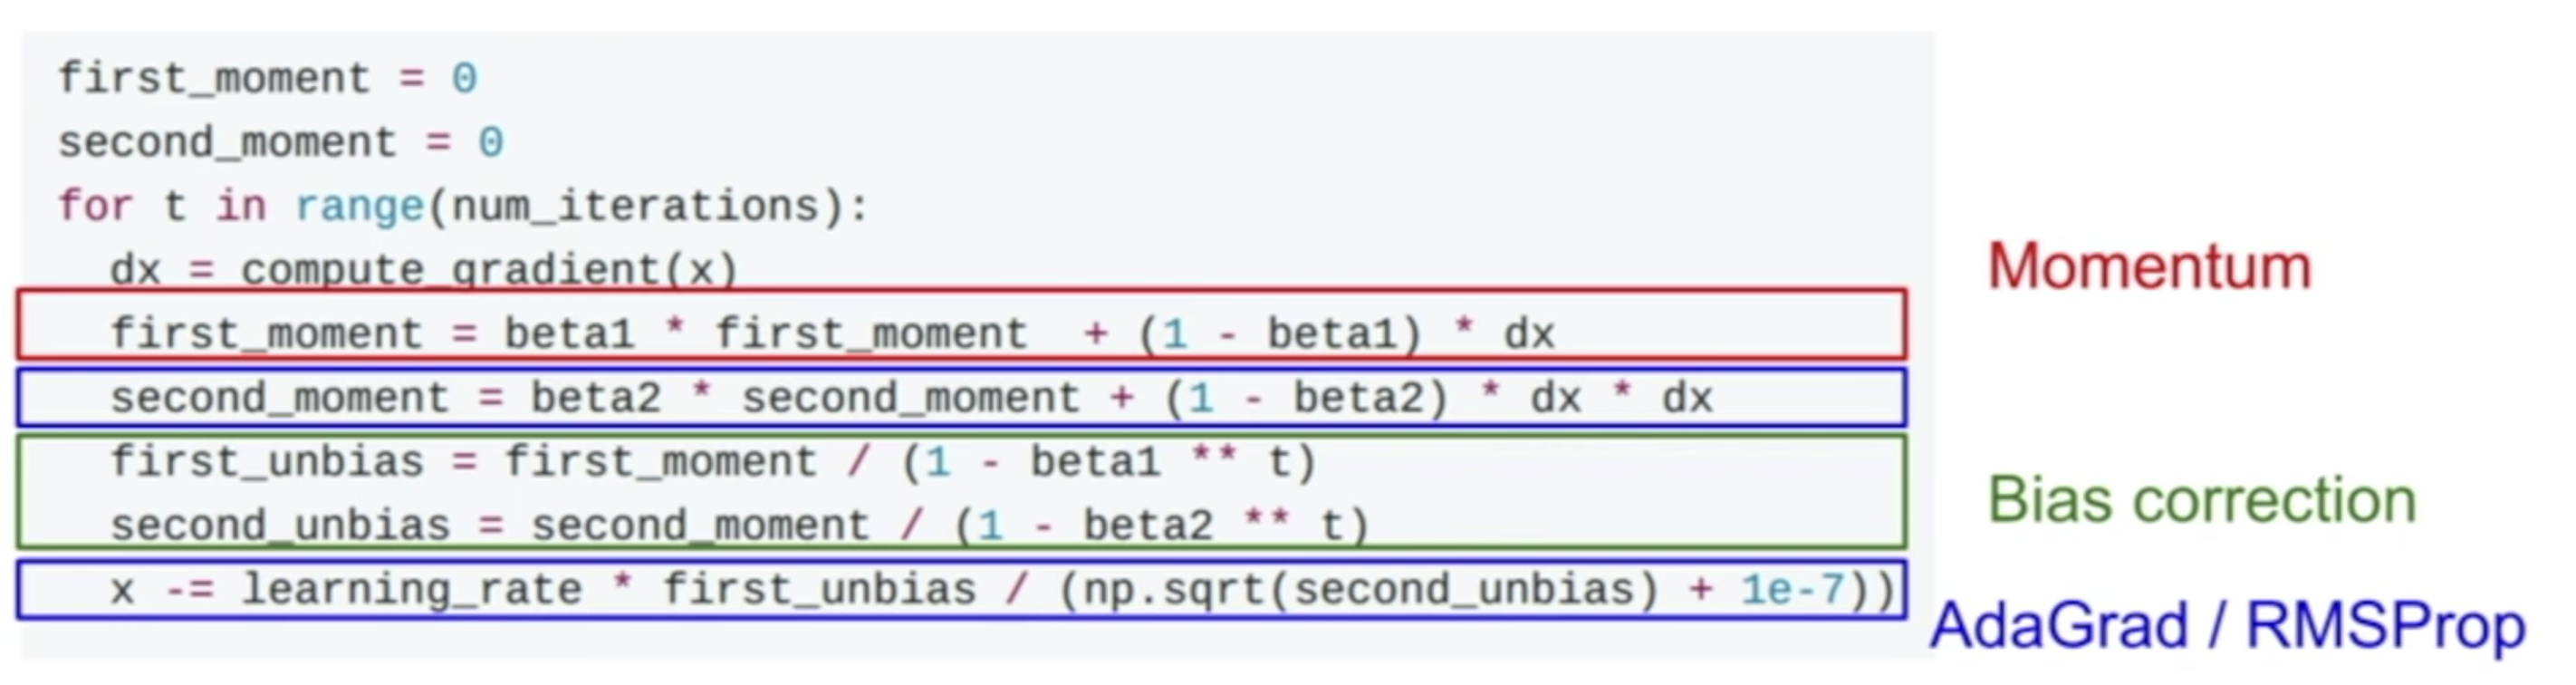 first_moment = 0
second_moment = 0
for t in range(num_iterations):
  dx = compute_gradient(x)
Momentum
  first_moment = beta1 * first_moment  + (1 - beta1) * dx
  second_moment = beta2 * second_moment + (1 - beta2) * dx * dx
  first_unbias = first_moment / (1 - beta1 ** t)
Bias correction
  second_unbias = second_moment / (1 - beta2 ** t)
  x -= learning_rate * first_unbias / (np.sqrt(second_unbias) + 1e-7))
AdaGrad / RMSProp